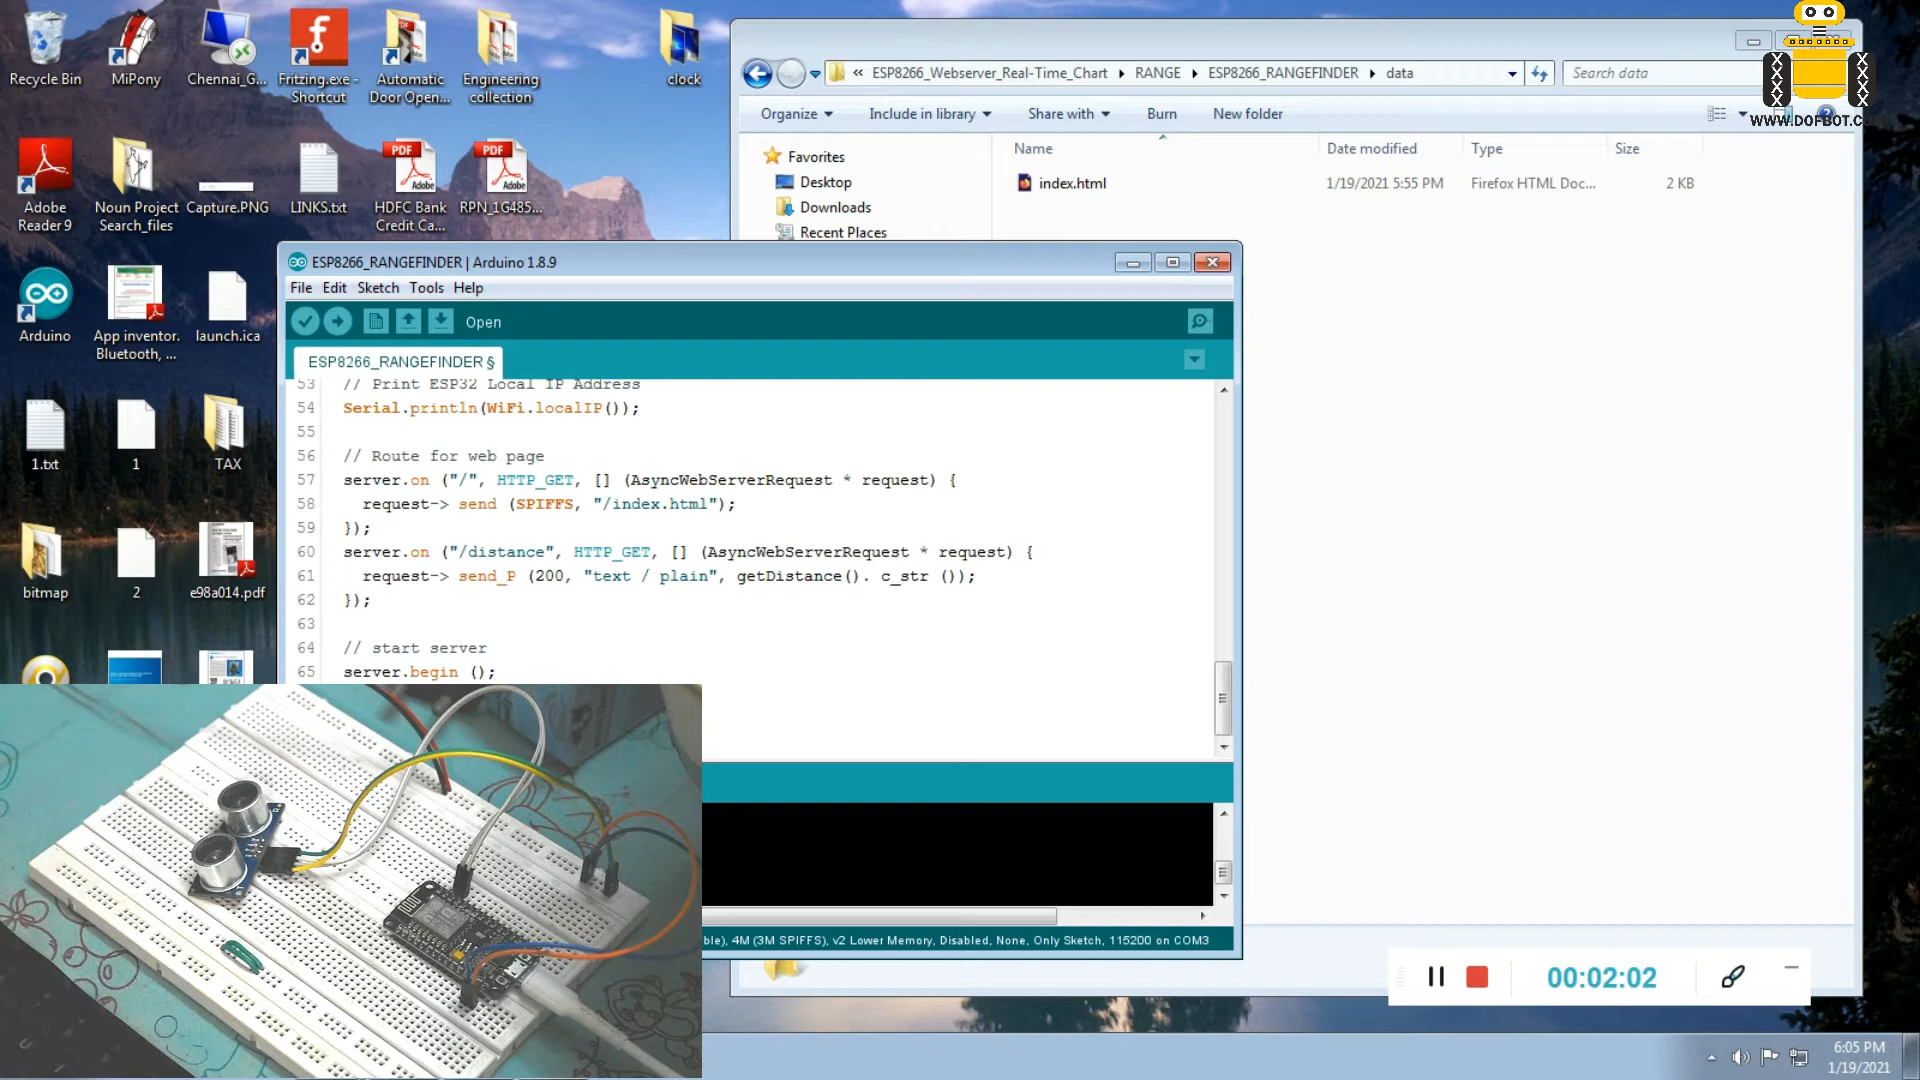 Recycle Bin
MiPony
Chennai_G...
Fritzing.exe -
Shortcut
Automatic
Door Open...
Engineering
collection
clock
Adobe
Reader 9
Noun Project
Search_files
Capture.PNG
LINKS.txt
HDFC Bank
Credit Ca...
RPN_1G485...
PDF
Adobe
PDF
Adobe
Arduino
App inventor.
Bluetooth, ...
launch.ica
1.txt
1
TAX
bitmap
2
e98a014.pdf
« ESP8266_Webserver_Real-Time_Chart
RANGE
ESP8266_RANGEFINDER
data
Search data
WWW.DOFBOT.C
Organize
Include in library
Share with
Burn
New folder
Name
Date modified
Type
Size
Favorites
Desktop
Downloads
Recent Places
index.html
1/19/2021 5:55 PM
Firefox HTML Doc...
2 KB
ESP8266_RANGEFINDER | Arduino 1.8.9
File Edit Sketch Tools Help
Open
ESP8266_RANGEFINDER §
53 // Print ESP32 Local IP Address
54 Serial.println(WiFi.localIP());
55
56 // Route for web page
57 server.on ("/", HTTP_GET, [] (AsyncWebServerRequest * request) {
58 request-> send (SPIFFS, "/index.html");
59 });
60 server.on ("/distance", HTTP_GET, [] (AsyncWebServerRequest * request) {
61 request-> send_P (200, "text / plain", getDistance(). c_str ());
62 });
63
64 // start server
65 server.begin ();
ble), 4M (3M SPIFFS), v2 Lower Memory, Disabled, None, Only Sketch, 115200 on COM3
00:02:02
6:05 PM
1/19/2021